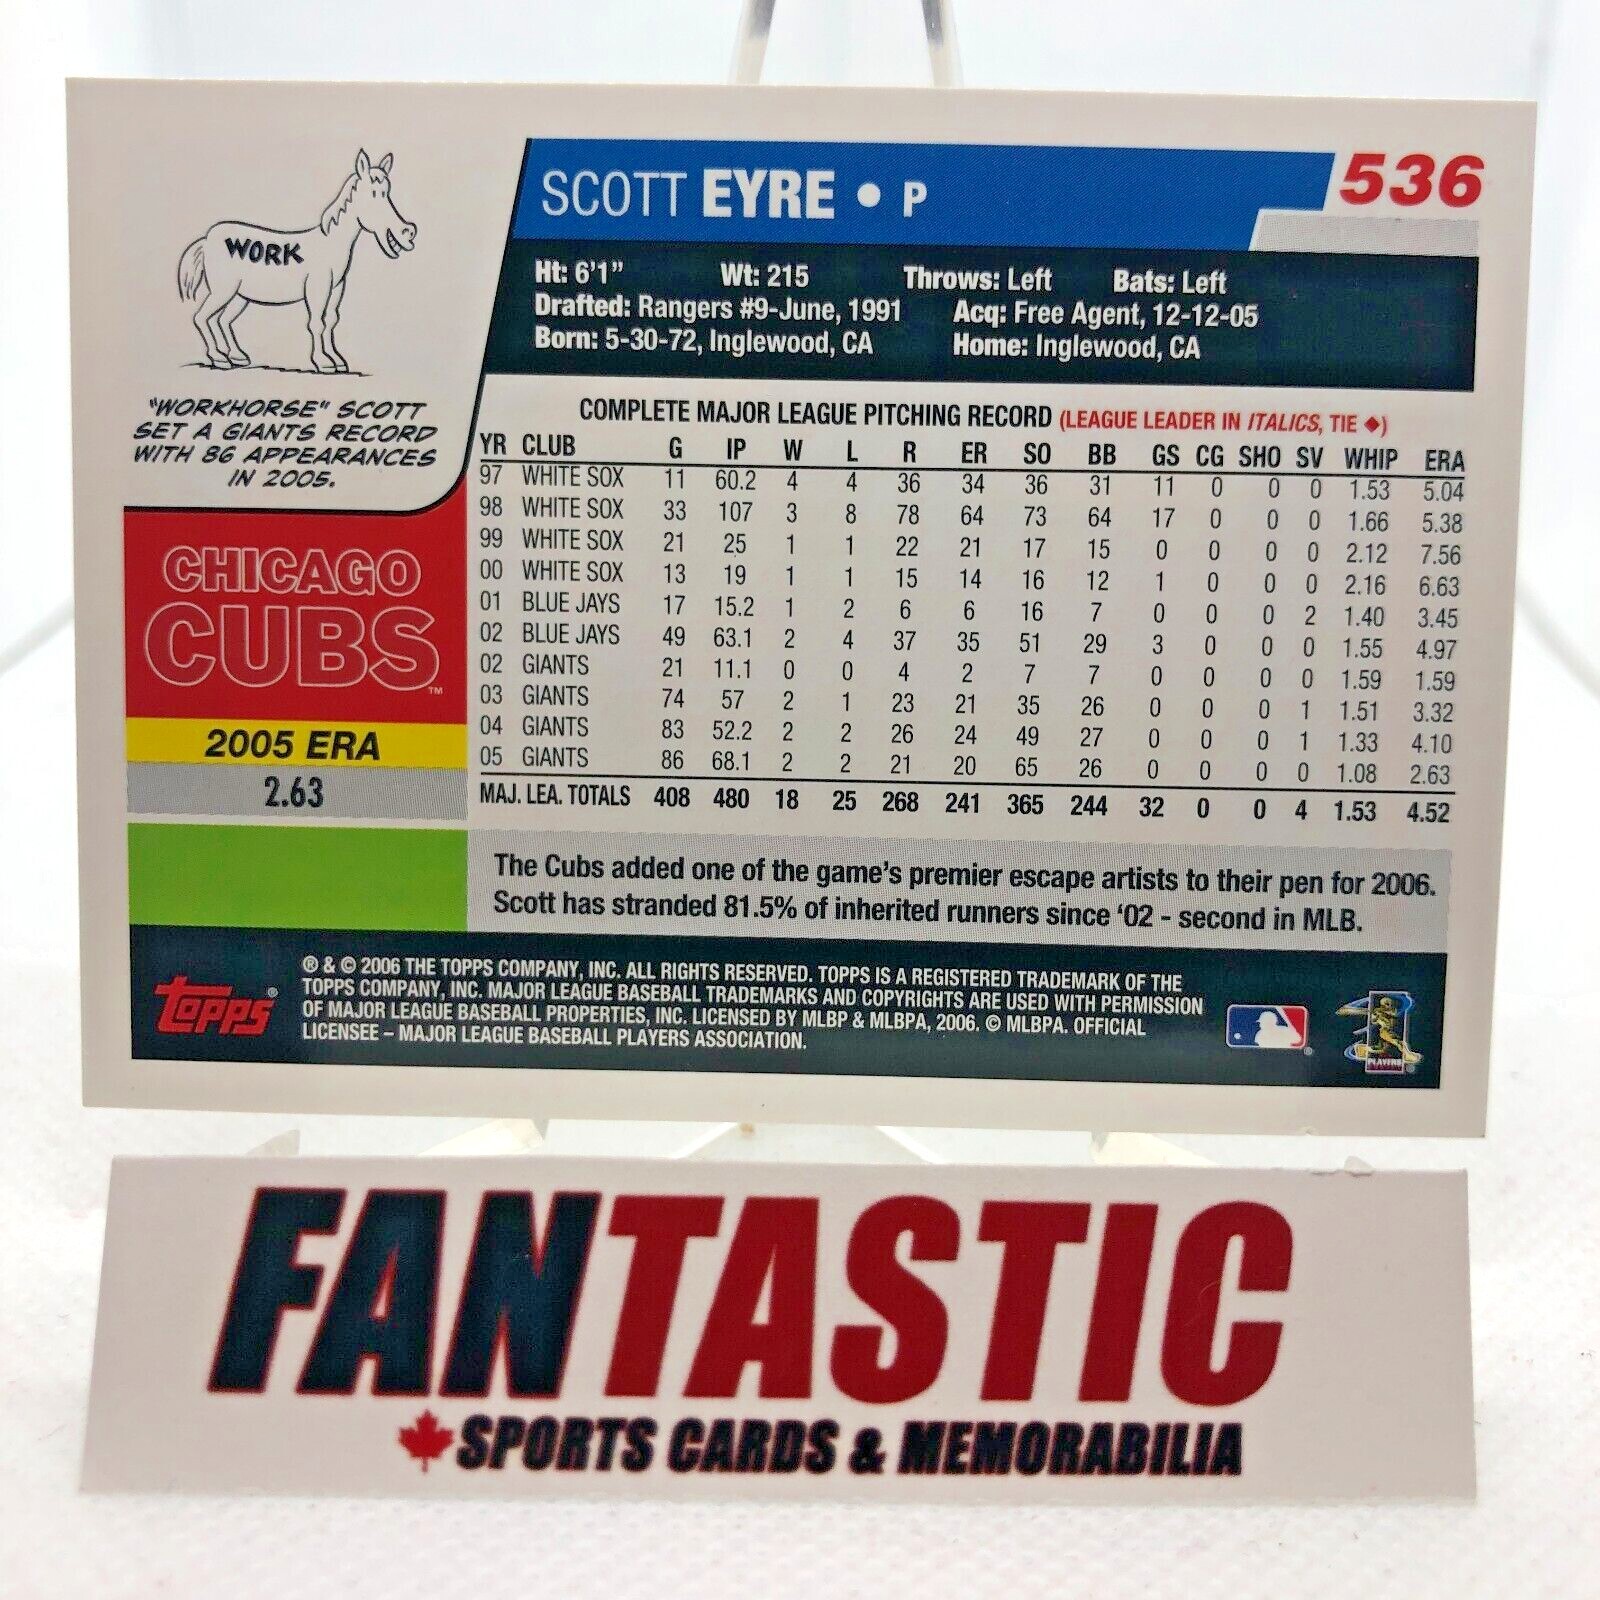 WORK
"WORKHORSE" SCOTT
SET A GIANTS RECORD
WITH 86 APPEARANCES
IN 2005.
CHICAGO
CUBS™
2005 ERA
2.63
SCOTT EYRE • P
536
Ht: 6'1" Wt: 215 Throws: Left Bats: Left
Drafted: Rangers #9-June, 1991 Acq: Free Agent, 12-12-05
Born: 5-30-72, Inglewood, CA Home: Inglewood, CA
COMPLETE MAJOR LEAGUE PITCHING RECORD (LEAGUE LEADER IN ITALICS, TIE ◆)
YR CLUB G IP W L R ER SO BB GS CG SHO SV WHIP ERA
97 WHITE SOX 11 60.2 4 4 36 34 36 31 11 0 0 0 1.53 5.04
98 WHITE SOX 33 107 3 8 78 64 73 64 17 0 0 0 1.66 5.38
99 WHITE SOX 21 25 1 1 22 21 17 15 0 0 0 0 2.12 7.56
00 WHITE SOX 13 19 1 1 15 14 16 12 1 0 0 0 2.16 6.63
01 BLUE JAYS 17 15.2 1 2 6 6 16 7 0 0 0 2 1.40 3.45
02 BLUE JAYS 49 63.1 2 4 37 35 51 29 3 0 0 0 1.55 4.97
02 GIANTS 21 11.1 0 0 4 2 7 7 0 0 0 0 1.59 1.59
03 GIANTS 74 57 2 1 23 21 35 26 0 0 0 1 1.51 3.32
04 GIANTS 83 52.2 2 2 26 24 49 27 0 0 0 1 1.33 4.10
05 GIANTS 86 68.1 2 2 21 20 65 26 0 0 0 0 1.08 2.63
MAJ. LEA. TOTALS 408 480 18 25 268 241 365 244 32 0 0 4 1.53 4.52
The Cubs added one of the game's premier escape artists to their pen for 2006.
Scott has stranded 81.5% of inherited runners since '02 - second in MLB.
topps®
® & © 2006 THE TOPPS COMPANY, INC. ALL RIGHTS RESERVED. TOPPS IS A REGISTERED TRADEMARK OF THE
TOPPS COMPANY, INC. MAJOR LEAGUE BASEBALL TRADEMARKS AND COPYRIGHTS ARE USED WITH PERMISSION
OF MAJOR LEAGUE BASEBALL PROPERTIES, INC. LICENSED BY MLBP & MLBPA, 2006. © MLBPA. OFFICIAL
LICENSEE – MAJOR LEAGUE BASEBALL PLAYERS ASSOCIATION.
PLAYERS
FANTASTIC
SPORTS CARDS & MEMORABILIA